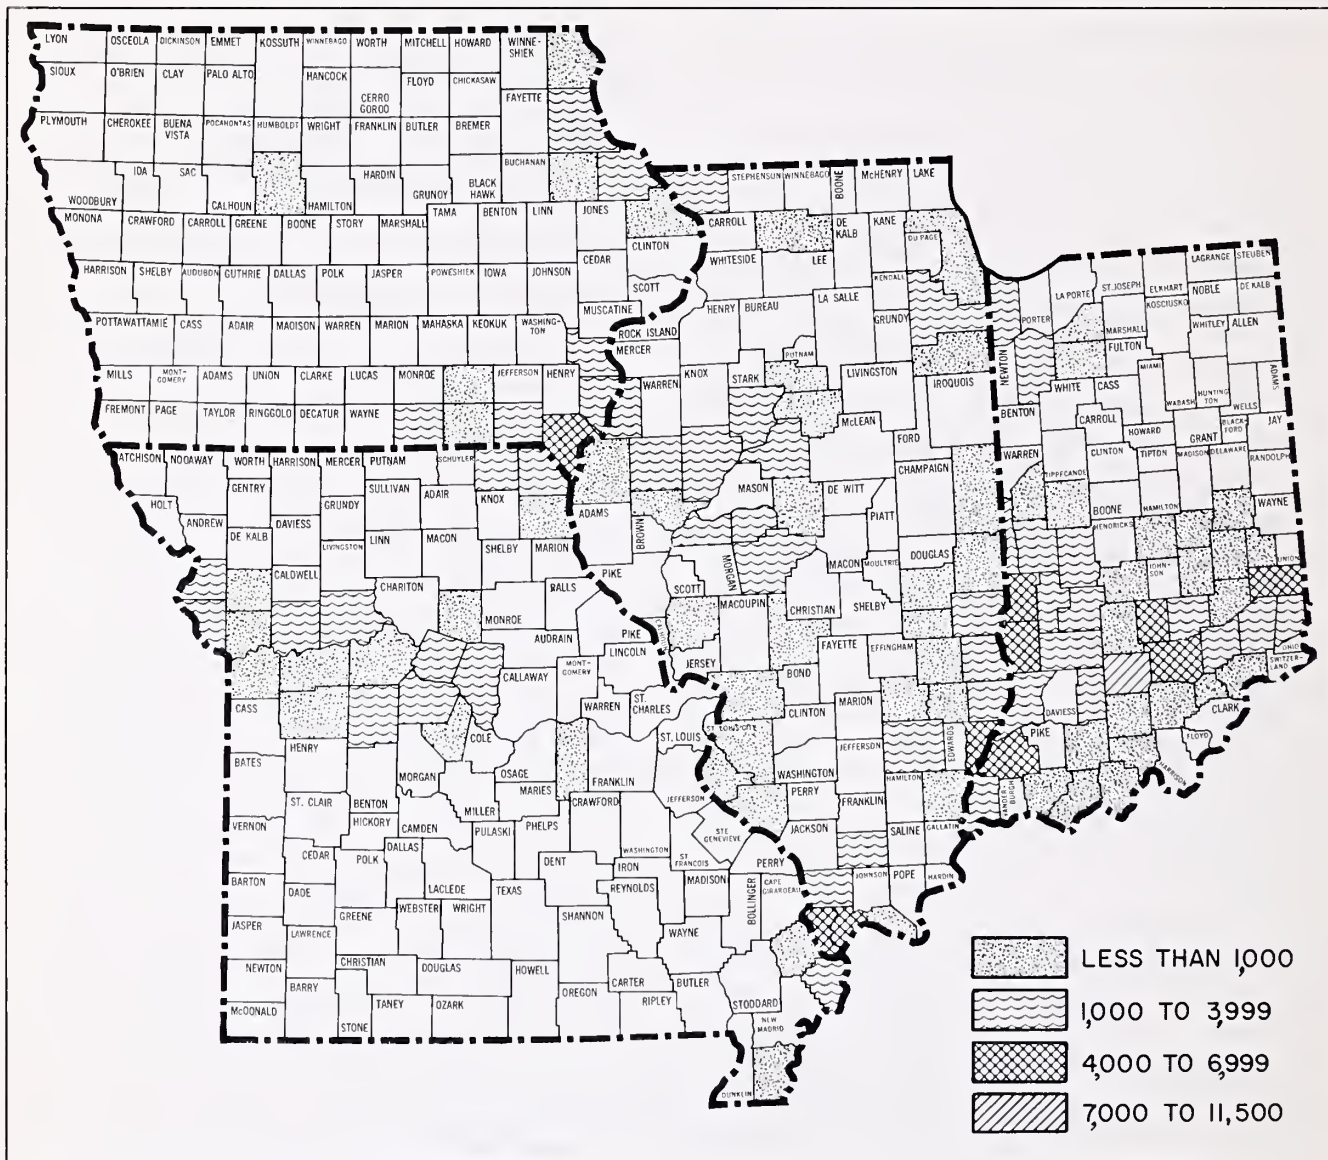 LYON OSCEOLA DICKINSON EMMET KOSSUTH WINNEBAGO WORTH MITCHELL HOWARD WINNE-
SHIEK
SIOUX O'BRIEN CLAY PALO ALTO HANCOCK CERRO
GOROO FLOYD CHICKASAW FAYETTE
PLYMOUTH CHEROKEE BUENA
VISTA POCAHONTAS HUMBOLDT WRIGHT FRANKLIN BUTLER BREMER
WOODBURY IDA SAC CALHOUN HAMILTON HARDIN GRUNOY BLACK
HAWK BUCHANAN
MONONA CRAWFORD CARROLL GREENE BOONE STORY MARSHALL TAMA BENTON LINN JONES
CLINTON
CEDAR
HARRISON SHELBY AUDUBON GUTHRIE DALLAS POLK JASPER POWESHIEK IOWA JOHNSON SCOTT
MUSCATINE
POTTAWATTAMIE CASS ADAIR MADISON WARREN MARION MAHASKA KEOKUK WASHING-
TON
MILLS MONT-
GOMERY ADAMS UNION CLARKE LUCAS MONROE JEFFERSON HENRY
FREMONT PAGE TAYLOR RINGGOLO DECATUR WAYNE
STEPHENSON WINNEBAGO BOONE McHENRY LAKE
CARROLL DE
KALB KANE DU PAGE
WHITESIDE LEE KENDALL
ROCK ISLAND HENRY BUREAU LA SALLE GRUNDY
MERCER PUTNAM
WARREN KNOX STARK LIVINGSTON IROQUOIS
McLEAN FORD
CHAMPAIGN
ADAMS MASON DE WITT PIATT
BROWN
PIKE SCOTT MORGAN MACON MOULTRIE DOUGLAS
MACOUPIN CHRISTIAN SHELBY
CALHOUN JERSEY BOND FAYETTE EFFINGHAM
CLINTON MARION
WASHINGTON JEFFERSON EDWARDS
PERRY HAMILTON
FRANKLIN
JACKSON SALINE GALLATIN
JOHNSON POPE HARDIN
LA PORTE ST. JOSEPH ELKHART LAGRANGE STEUBEN
PORTER KOSCIUSKO NOBLE DE KALB
MARSHALL WHITLEY ALLEN
NEWTON FULTON
MIAMI WABASH HUNTING
TON ADAMS
BENTON WHITE CASS WELLS
CARROLL HOWARD GRANT BLACK-
FORD JAY
WARREN TIPPECANOE CLINTON TIPTON MADISON DELAWARE RANDOLPH
BOONE HAMILTON WAYNE
HENDRICKS
JOHN-
SON UNION
OHIO
SWITZER-
LAND
DAVIESS CLARK
PIKE FLOYD
HARRISON
VANDER
BURGH
ATCHISON NODAWAY WORTH HARRISON MERCER PUTNAM SCHUYLER
HOLT GENTRY GRUNDY SULLIVAN ADAIR KNOX
ANDREW DAVIESS
DE KALB LIVINGSTON LINN MACON SHELBY MARION
CALDWELL CHARITON RALLS
MONROE PIKE
AUDRAIN
LINCOLN
CALLAWAY MONT-
GOMERY WARREN ST.
CHARLES
CASS ST. LOUIS ST. LOUIS CITY
HENRY COLE
BATES MORGAN OSAGE FRANKLIN
MARIES JEFFERSON
ST. CLAIR BENTON MILLER CRAWFORD
HICKORY CAMDEN
VERNON PULASKI PHELPS WASHINGTON STE
GENEVIEVE
CEDAR DALLAS DENT ST
FRANCOIS PERRY
POLK IRON
BARTON DADE LACLEDE TEXAS REYNOLDS MADISON BOLLINGER CAPE
GIRARDEAU
JASPER GREENE WEBSTER WRIGHT SHANNON
LAWRENCE WAYNE
NEWTON CHRISTIAN DOUGLAS HOWELL CARTER BUTLER
BARRY OREGON RIPLEY STODDARD
McDONALD TANEY OZARK
STONE NEW
MADRID
DUNKLIN
LESS THAN 1,000
1,000 TO 3,999
4,000 TO 6,999
7,000 TO 11,500